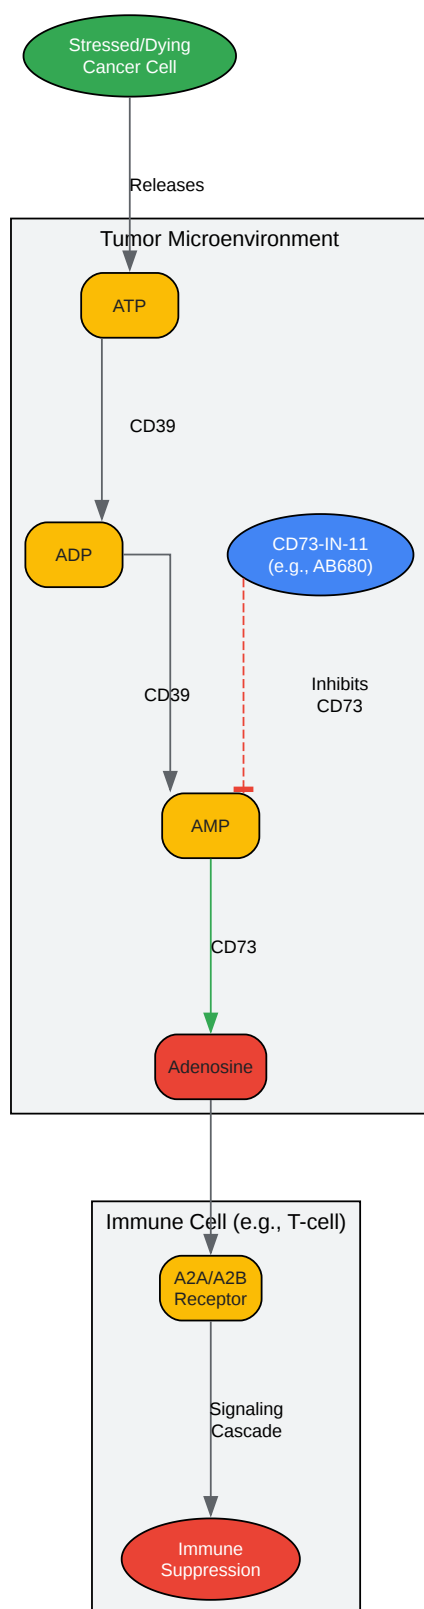 Stressed/Dying
Cancer Cell
Releases
Tumor Microenvironment
ATP
CD39
ADP
CD73-IN-11
(e.g., AB680)
CD39
Inhibits
CD73
AMP
CD73
Adenosine
Immune Cell (e.g., T-cell)
A2A/A2B
Receptor
Signaling
Cascade
Immune
Suppression